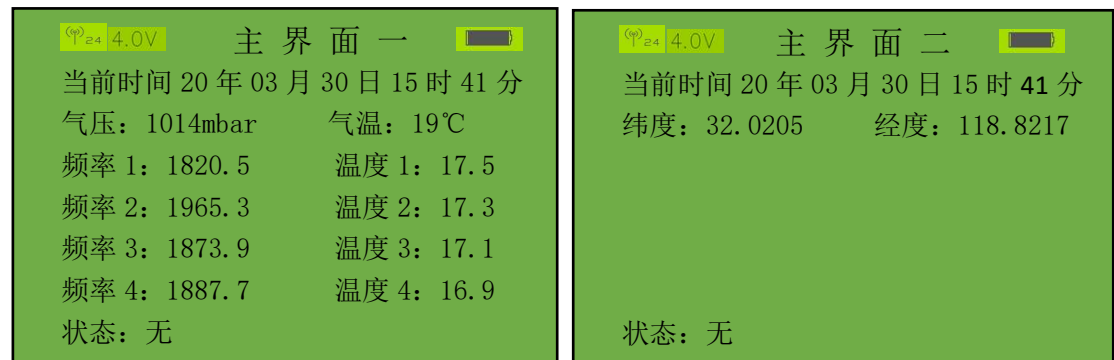 24 4.0V 主界面一
当前时间 20 年 03 月 30 日 15 时 41 分
气压：1014mbar 气温：19℃
频率 1：1820.5 温度 1：17.5
频率 2：1965.3 温度 2：17.3
频率 3：1873.9 温度 3：17.1
频率 4：1887.7 温度 4：16.9
状态：无
24 4.0V 主界面二
当前时间 20 年 03 月 30 日 15 时 41 分
纬度：32.0205 经度：118.8217
状态：无